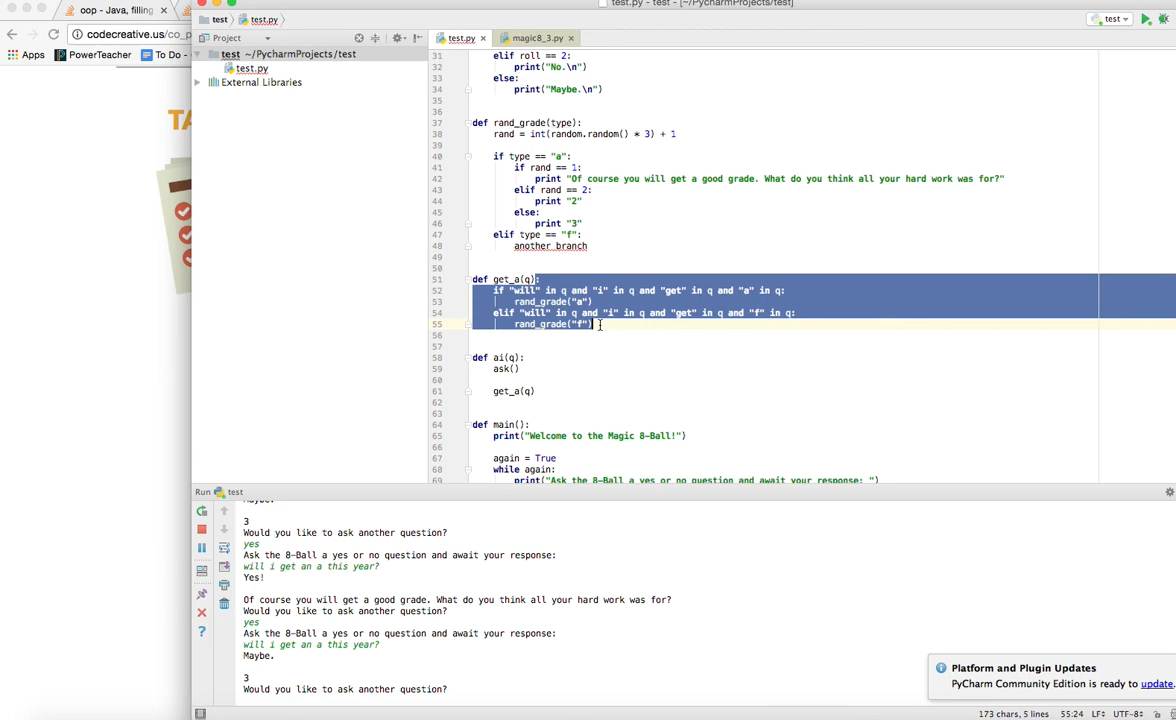 oop - Java, filling
test.py - test - [~/PycharmProjects/test]
codecreative.us/co_p
Apps PowerTeacher To Do -
TA
test test.py
test
Project
test.py magic8_3.py
test ~/PycharmProjects/test
test.py
External Libraries
31 elif roll == 2:
32 print("No.\n")
33 else:
34 print("Maybe.\n")
35
36
37 def rand_grade(type):
38 rand = int(random.random() * 3) + 1
39
40 if type == "a":
41 if rand == 1:
42 print "Of course you will get a good grade. What do you think all your hard work was for?"
43 elif rand == 2:
44 print "2"
45 else:
46 print "3"
47 elif type == "f":
48 another branch
49
50
51 def get_a(q):
52 if "will" in q and "i" in q and "get" in q and "a" in q:
53 rand_grade("a")
54 elif "will" in q and "i" in q and "get" in q and "f" in q:
55 rand_grade("f")
56
57
58 def ai(q):
59 ask()
60
61 get_a(q)
62
63
64 def main():
65 print("Welcome to the Magic 8-Ball!")
66
67 again = True
68 while again:
69 print("Ask the 8-Ball a yes or no question and await your response: ")
Run test
Maybe.
3
Would you like to ask another question?
yes
Ask the 8-Ball a yes or no question and await your response:
will i get an a this year?
Yes!
Of course you will get a good grade. What do you think all your hard work was for?
Would you like to ask another question?
yes
Ask the 8-Ball a yes or no question and await your response:
will i get an a this year?
Maybe.
3
Would you like to ask another question?
Platform and Plugin Updates
PyCharm Community Edition is ready to update.
173 chars, 5 lines 55:24 LF÷ UTF-8÷